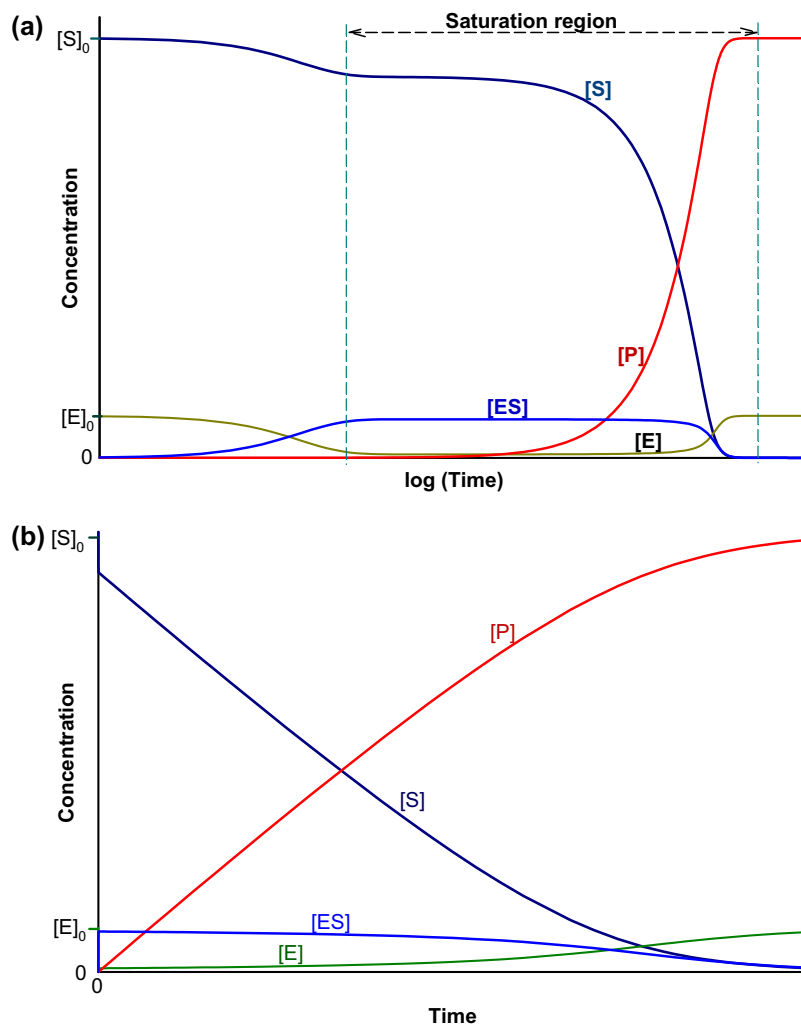 (a)
Saturation region
[S]₀
[S]
Concentration
[P]
[ES]
[E]₀
[E]
0
log (Time)
(b)
[S]₀
[P]
Concentration
[S]
[E]₀
[ES]
[E]
0
0
Time